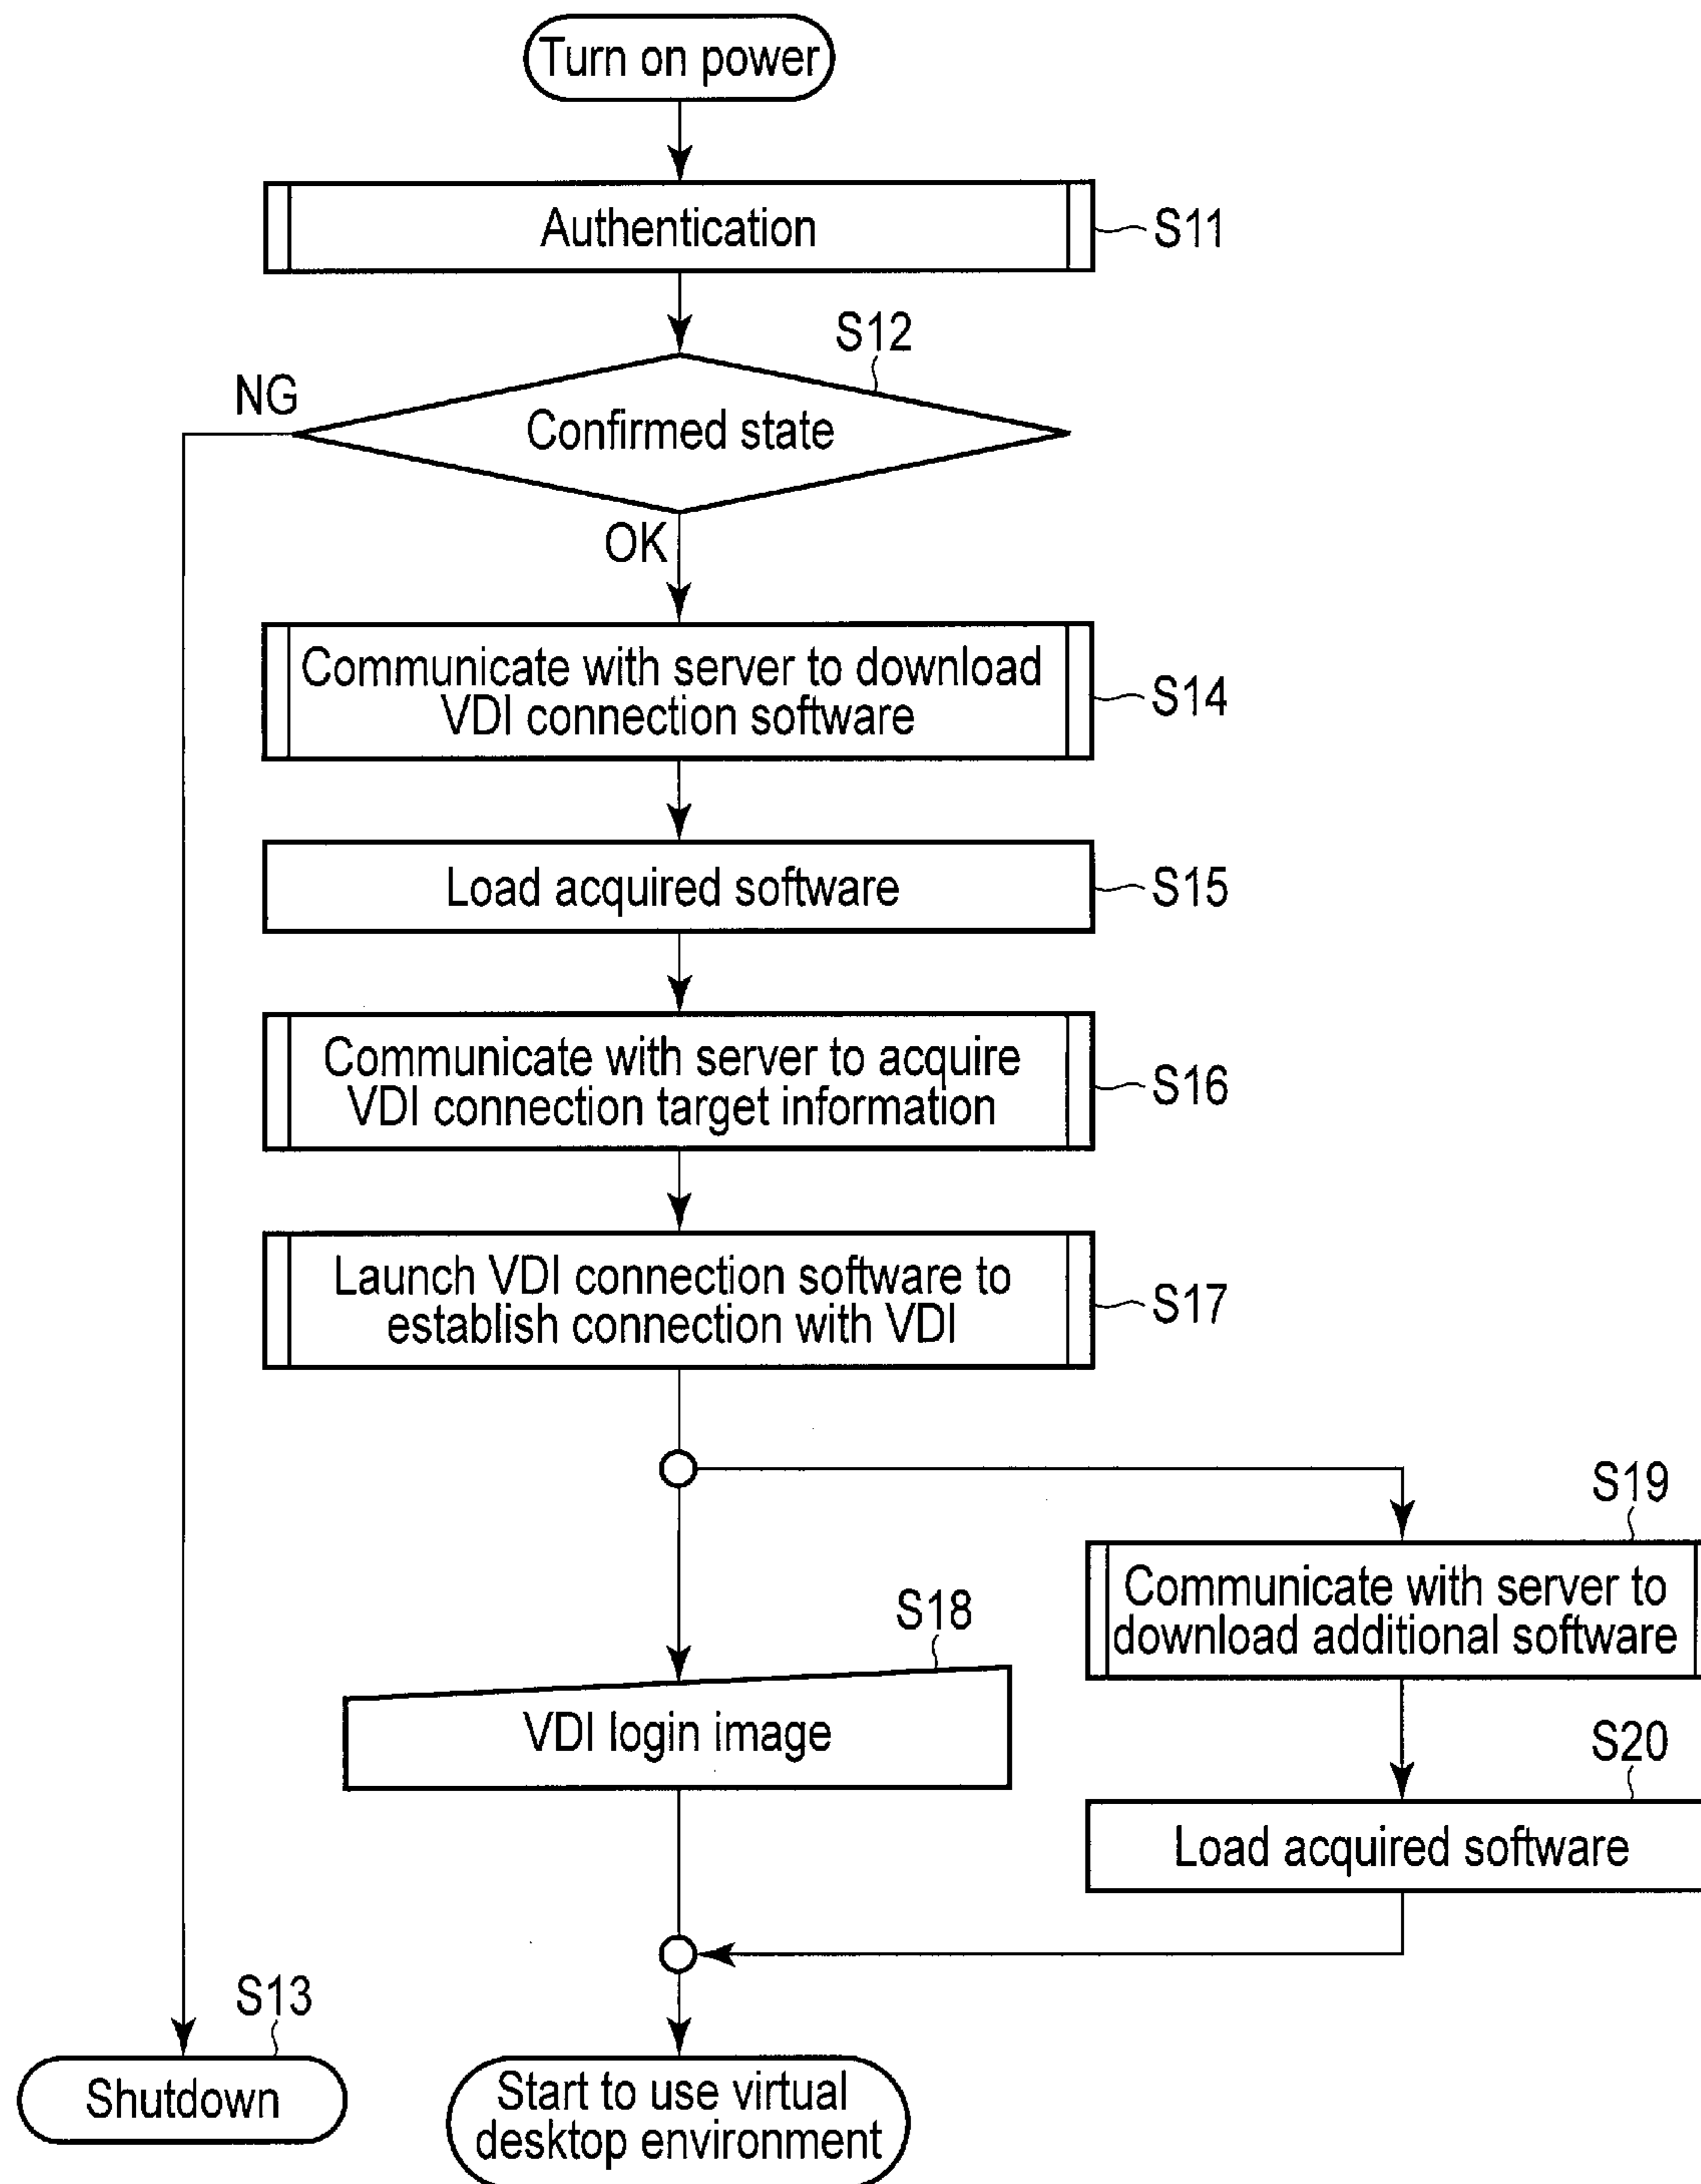 Turn on power
Authentication
S11
S12
NG
Confirmed state
OK
Communicate with server to download
VDI connection software
S14
Load acquired software
S15
Communicate with server to acquire
VDI connection target information
S16
Launch VDI connection software to
establish connection with VDI
S17
S19
Communicate with server to
download additional software
S18
VDI login image
S20
Load acquired software
S13
Shutdown
Start to use virtual
desktop environment